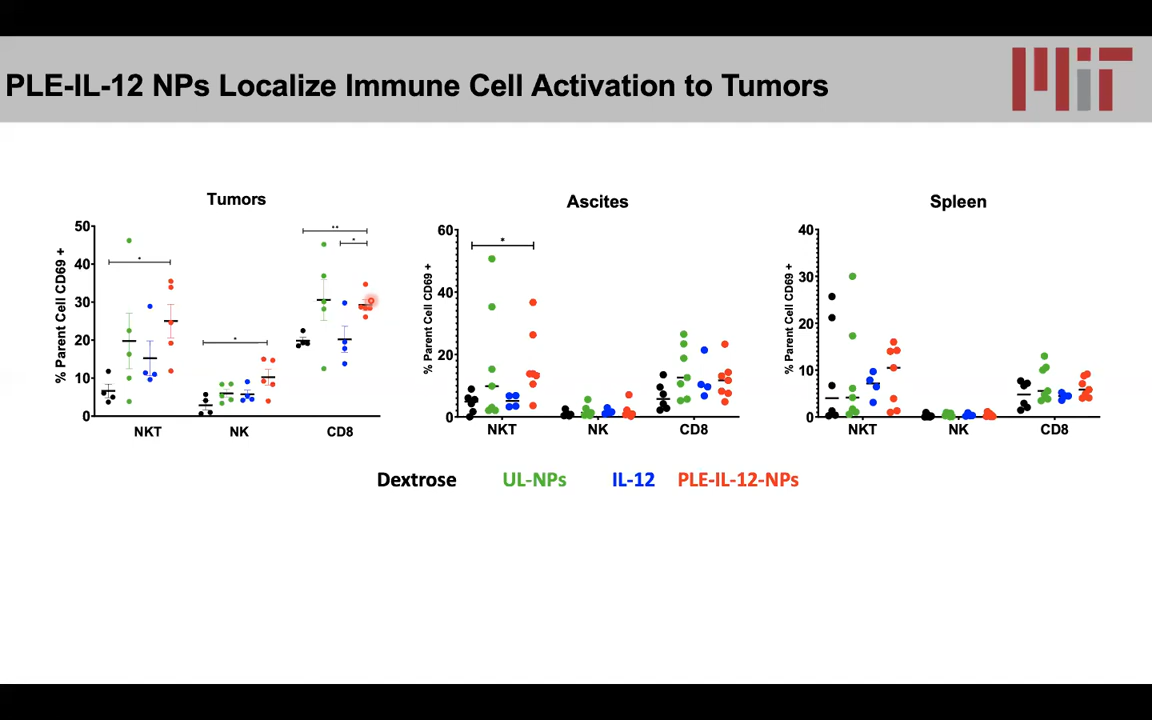 PLE-IL-12 NPs Localize Immune Cell Activation to Tumors
MIT
Tumors
% Parent Cell CD69 +
50
40
30
20
10
0
*
*
**
*
NKT
NK
CD8
Ascites
% Parent Cell CD69 +
60
40
20
0
*
NKT
NK
CD8
Spleen
% Parent Cell CD69 +
40
30
20
10
0
NKT
NK
CD8
Dextrose UL-NPs IL-12 PLE-IL-12-NPs